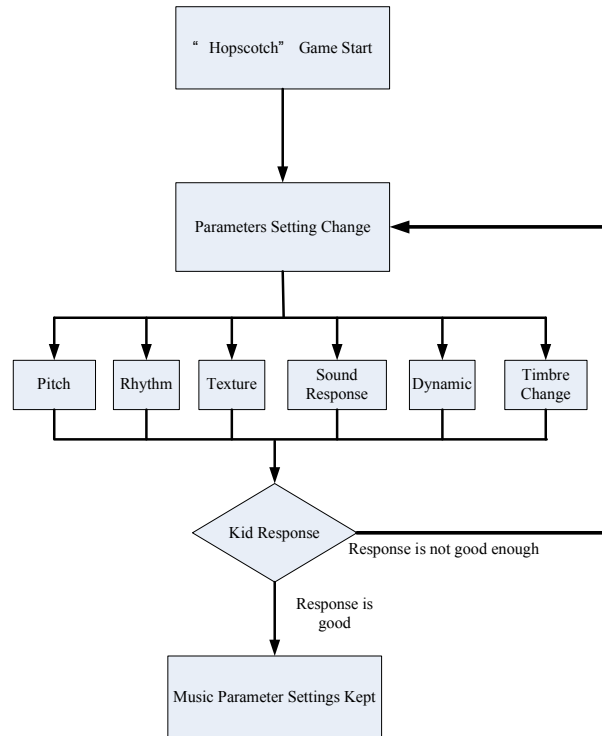 “ Hopscotch” Game Start
Parameters Setting Change
Pitch
Rhythm
Texture
Sound
Response
Dynamic
Timbre
Change
Kid Response
Response is not good enough
Response is
good
Music Parameter Settings Kept